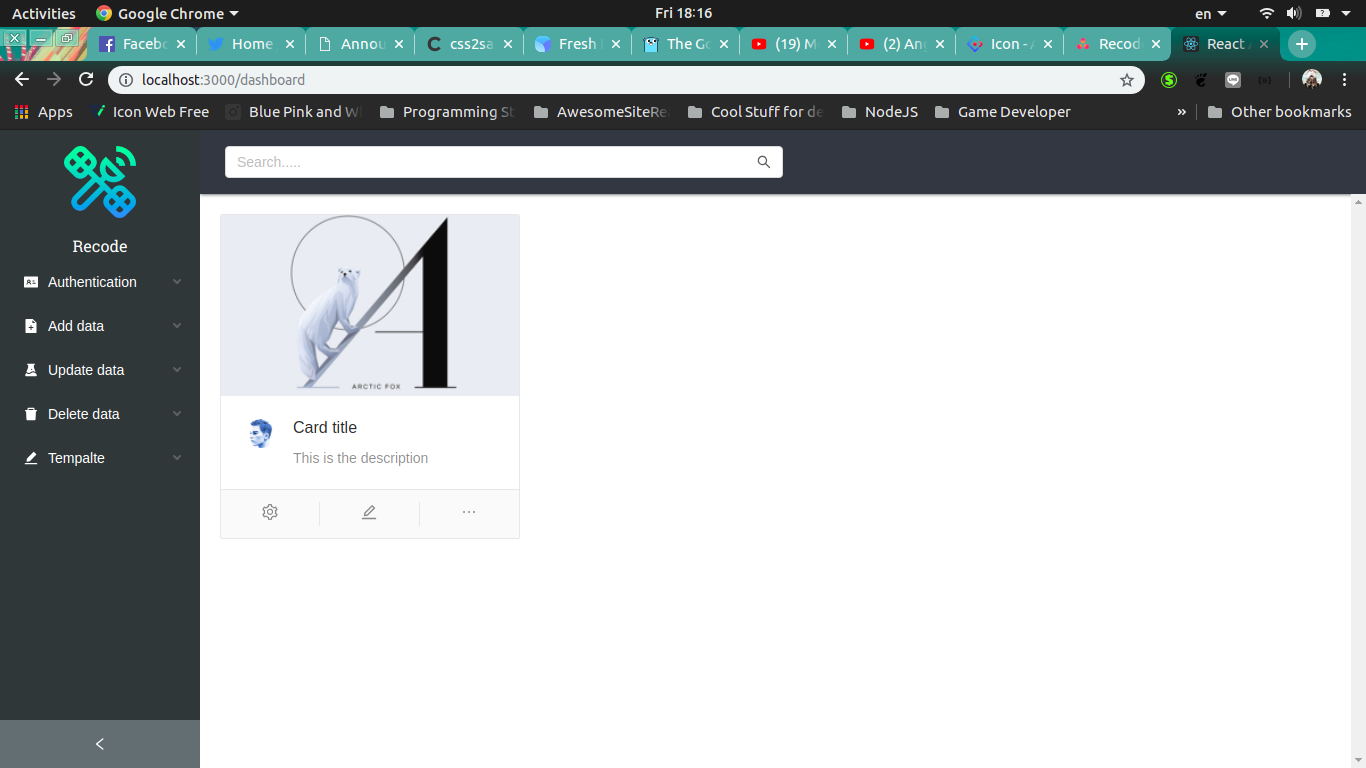 Activities Google Chrome Fri 18:16 en
Faceb Home Annou css2sa Fresh The Go (19) M (2) An Icon - A Recod React A
localhost:3000/dashboard
Apps Icon Web Free Blue Pink and Wh Programming St AwesomeSiteRe Cool Stuff for de NodeJS Game Developer » Other bookmarks
Search.....
Recode
Authentication
Add data
Update data
Delete data
Tempalte
ARCTIC FOX
Card title
This is the description